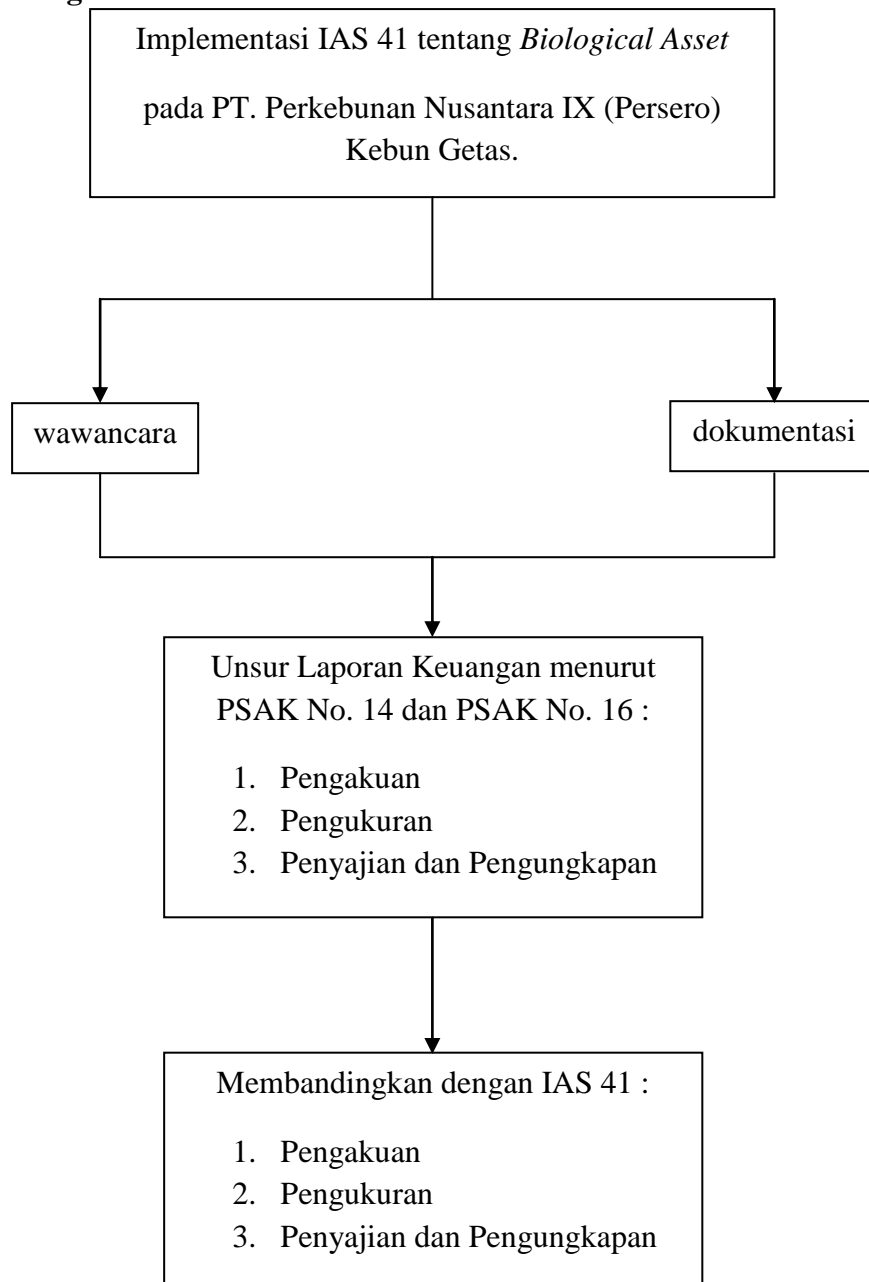 Implementasi IAS 41 tentang Biological Asset
pada PT. Perkebunan Nusantara IX (Persero)
Kebun Getas.
wawancara
dokumentasi
Unsur Laporan Keuangan menurut
PSAK No. 14 dan PSAK No. 16 :
1. Pengakuan
2. Pengukuran
3. Penyajian dan Pengungkapan
Membandingkan dengan IAS 41 :
1. Pengakuan
2. Pengukuran
3. Penyajian dan Pengungkapan